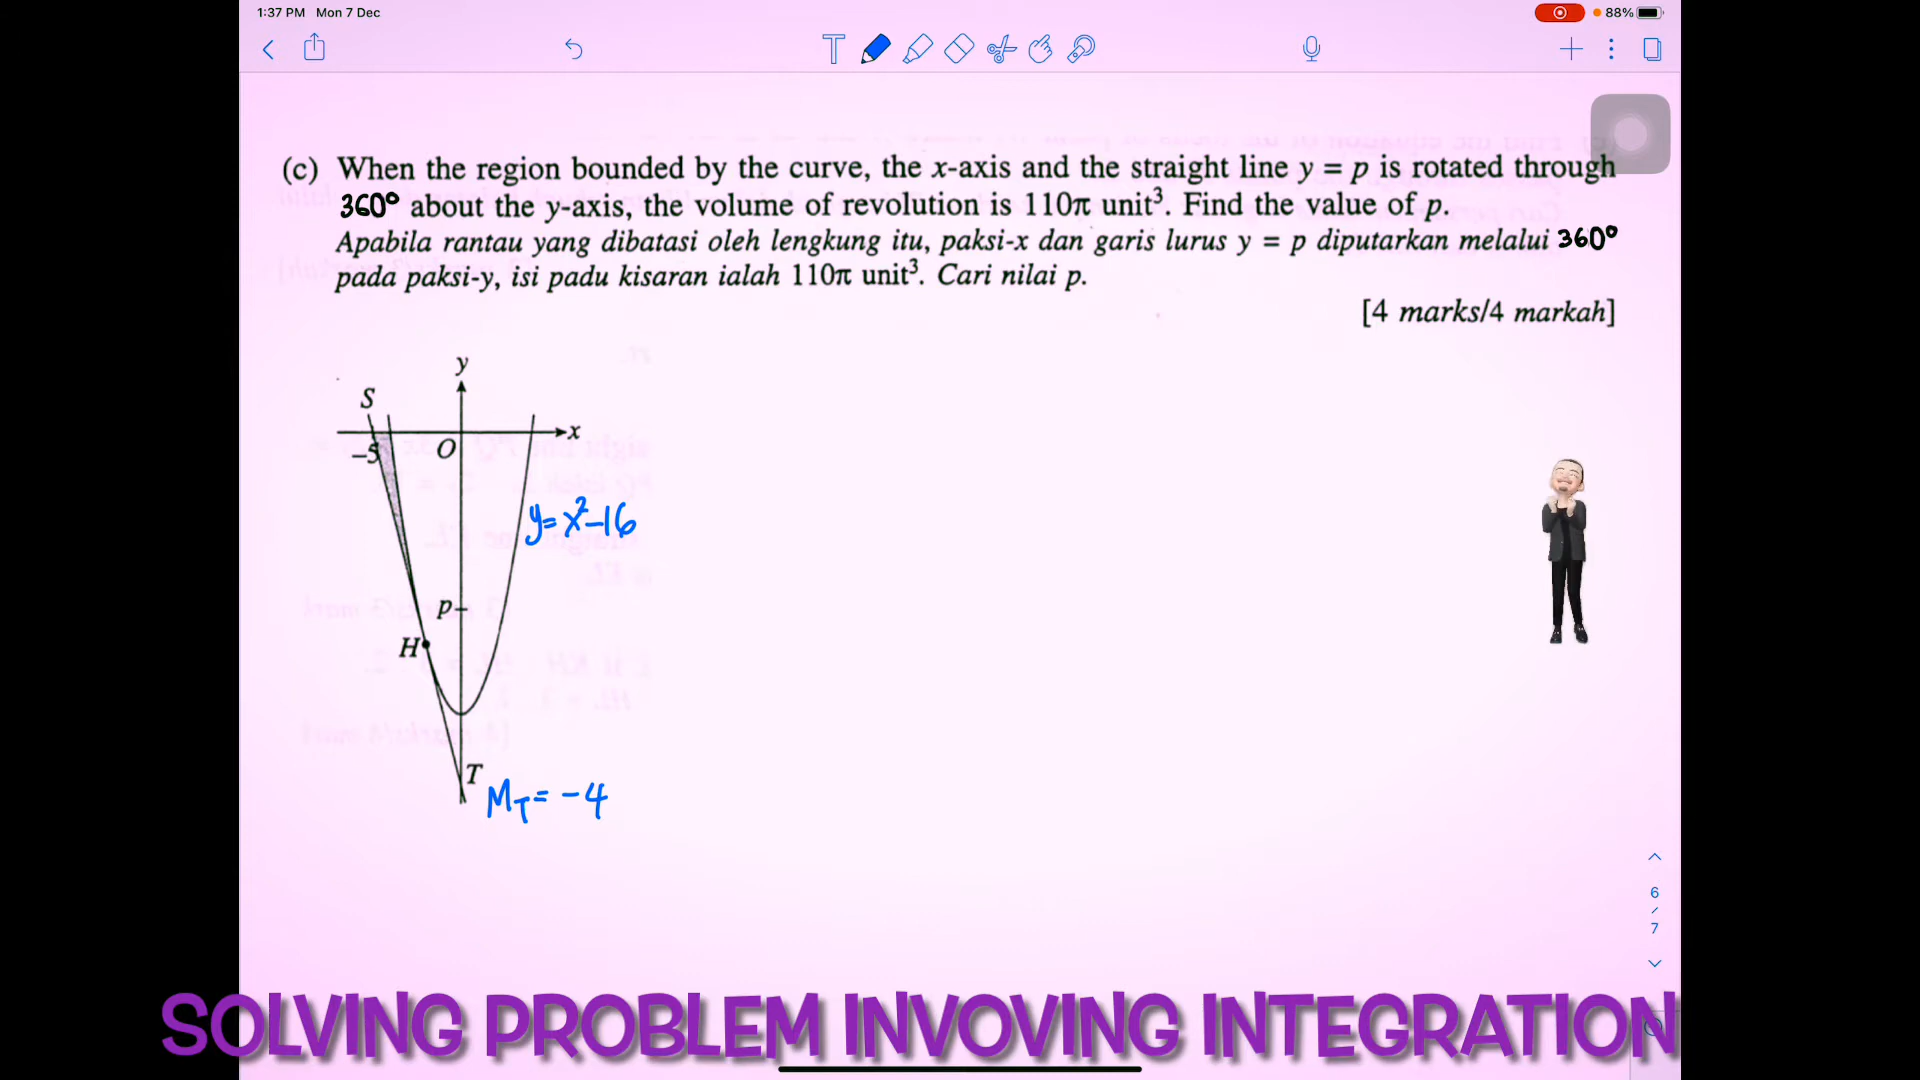 1:37 PM Mon 7 Dec
88%
(c) When the region bounded by the curve, the x-axis and the straight line y = p is rotated through
360° about the y-axis, the volume of revolution is 110π unit³. Find the value of p.
Apabila rantau yang dibatasi oleh lengkung itu, paksi-x dan garis lurus y = p diputarkan melalui 360°
pada paksi-y, isi padu kisaran ialah 110π unit³. Cari nilai p.
[4 marks/4 markah]
y
S
x
-5
O
y = x² - 16
p
H
T
M_T = -4
6
/
7
SOLVING PROBLEM INVOVING INTEGRATION